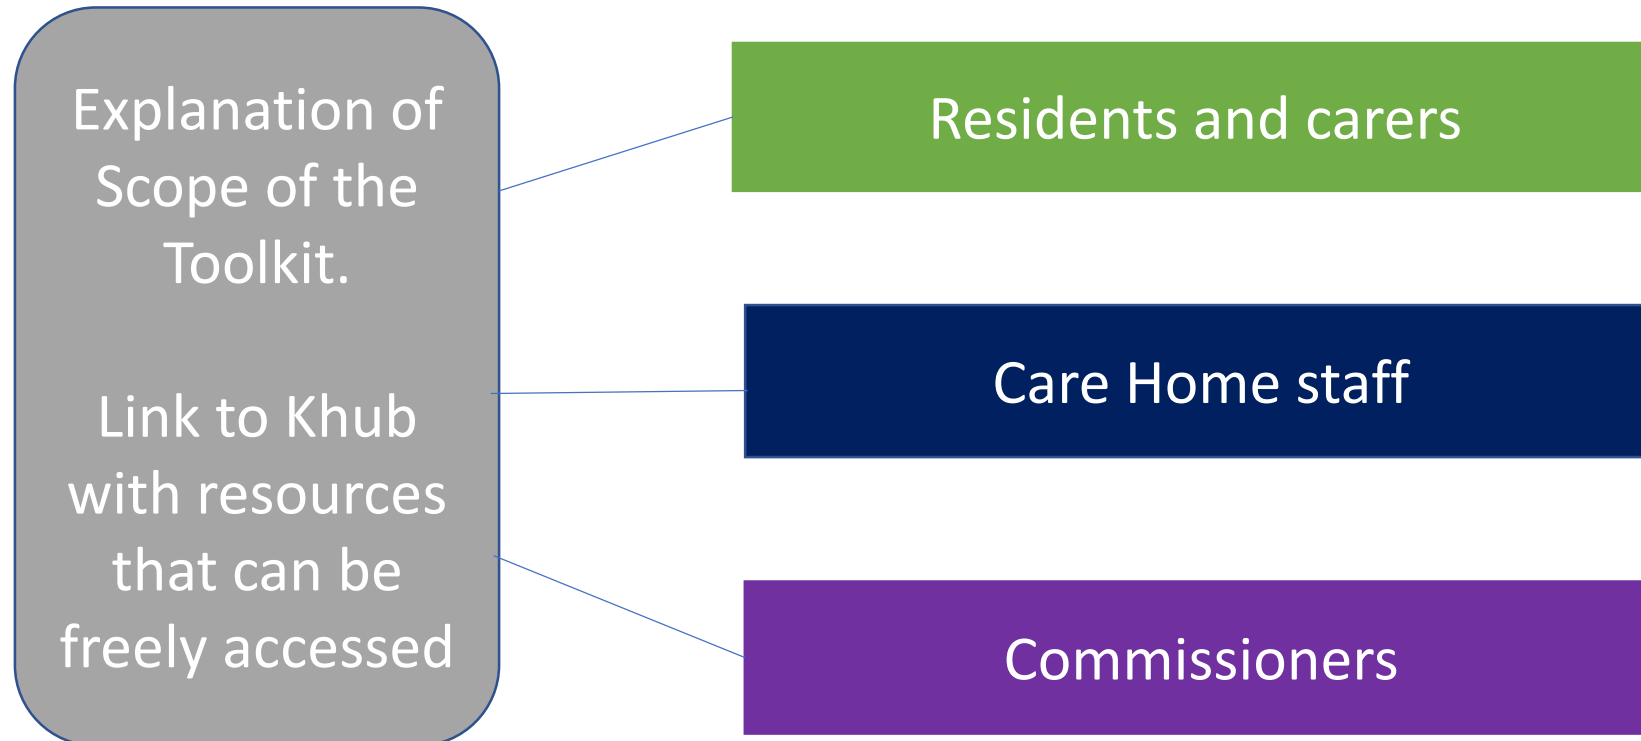 Explanation of
Scope of the
Toolkit.
Link to Khub
with resources
that can be
freely accessed
Residents and carers
Care Home staff
Commissioners